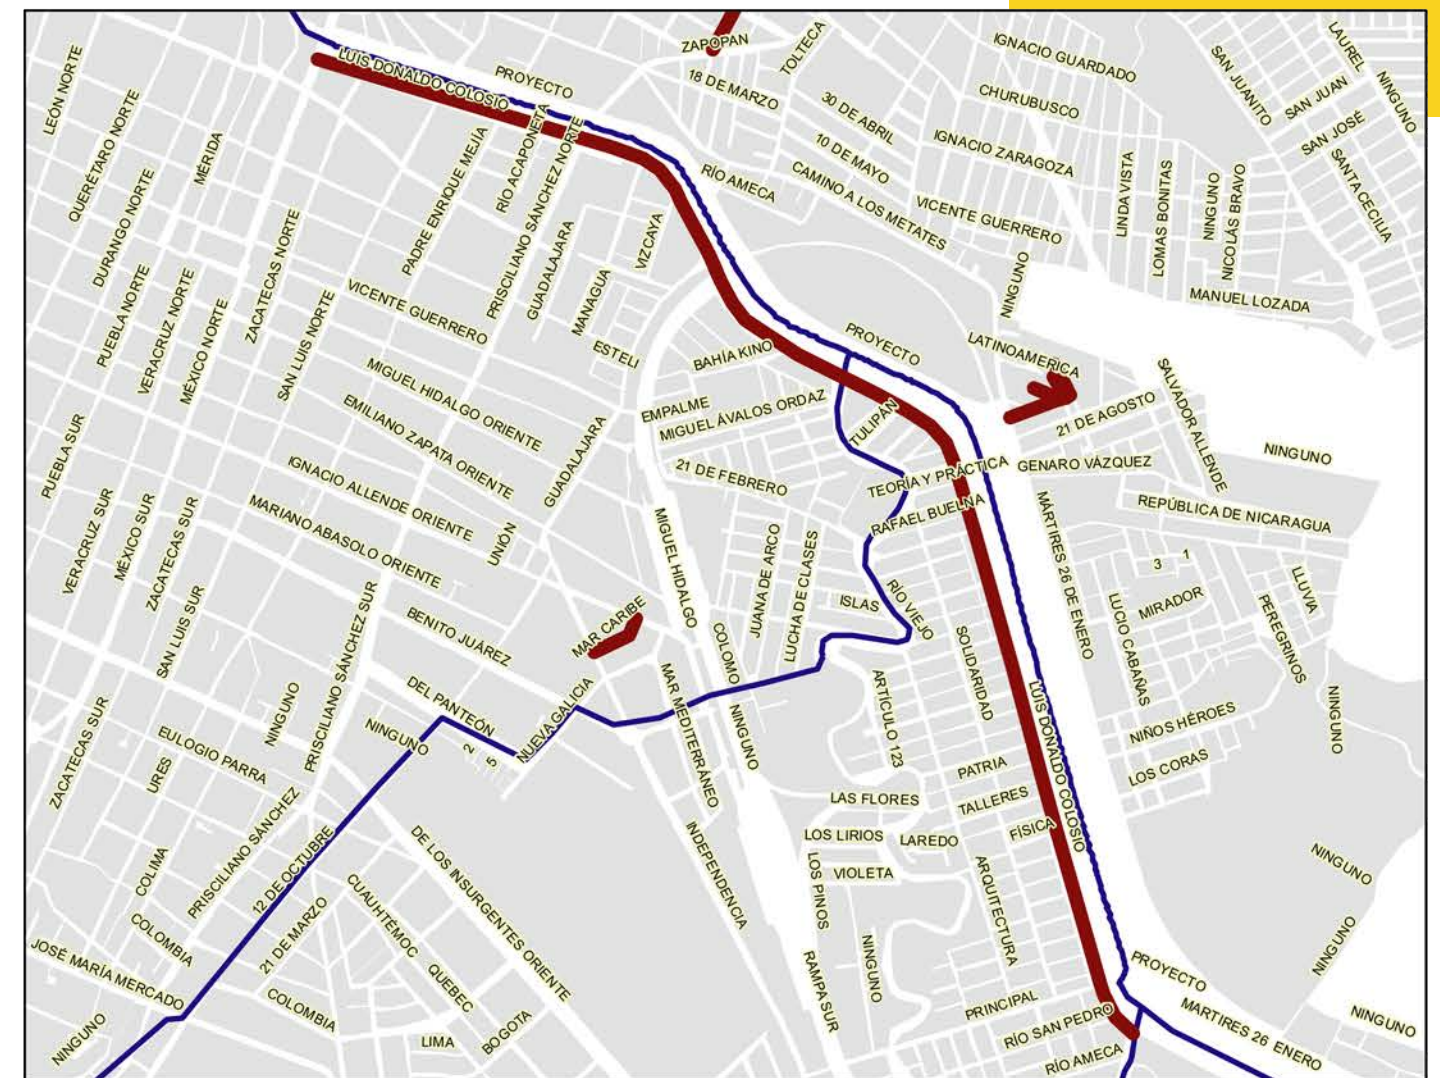 LEÓN NORTE
QUERÉTARO NORTE
DURANGO NORTE
PUEBLA NORTE
VERACRUZ NORTE
MÉXICO NORTE
MÉRIDA
ZACATECAS NORTE
SAN LUIS NORTE
LUIS DONALDO COLOSIO
PROYECTO
PADRE ENRIQUE MEJÍA
RÍO ACAPONETA
PRISCILIANO SÁNCHEZ NORTE
GUADALAJARA
MANAGUA
VIZCAYA
ESTELI
ZAPOPAN
TOLTECA
18 DE MARZO
30 DE ABRIL
10 DE MAYO
RÍO AMECA
CAMINO A LOS METATES
IGNACIO GUARDADO
CHURUBUSCO
IGNACIO ZARAGOZA
VICENTE GUERRERO
NINGUNO
LINDA VISTA
LOMAS BONITAS
NINGUNO
NICOLÁS BRAVO
SAN JUANITO
LAUREL
NINGUNO
SAN JUAN
SAN JOSÉ
SANTA CECILIA
MANUEL LOZADA
VICENTE GUERRERO
MIGUEL HIDALGO ORIENTE
EMILIANO ZAPATA ORIENTE
IGNACIO ALLENDE ORIENTE
MARIANO ABASOLO ORIENTE
UNIÓN
GUADALAJARA
BAHÍA KINO
EMPALME
MIGUEL ÁVALOS ORDAZ
TULIPÁN
21 DE FEBRERO
PROYECTO
LATINOAMERICA
21 DE AGOSTO
SALVADOR ALLENDE
TEORÍA Y PRÁCTICA
GENARO VÁZQUEZ
NINGUNO
RAFAEL BUELNA
REPÚBLICA DE NICARAGUA
PUEBLA SUR
VERACRUZ SUR
MÉXICO SUR
ZACATECAS SUR
SAN LUIS SUR
ZACATECAS SUR
PRISCILIANO SÁNCHEZ SUR
BENITO JUÁREZ
MAR CARIBE
MIGUEL HIDALGO
COLOMO
JUANA DE ARCO
LUCHA DE CLASES
ISLAS
RÍO VIEJO
SOLIDARIDAD
MÁRTIRES 26 DE ENERO
3
1
LUCIO CABAÑAS
MIRADOR
PEREGRINOS
LLUVIA
NINGUNO
NIÑOS HÉROES
LOS CORAS
DEL PANTEÓN
NINGUNO
2
5
NUEVA GALICIA
MAR MEDITERRÁNEO
NINGUNO
ARTÍCULO 123
LUIS DONALDO COLOSIO
PATRIA
TALLERES
FÍSICA
LAS FLORES
LOS LIRIOS
LAREDO
VIOLETA
LOS PINOS
ARQUITECTURA
NINGUNO
EULOGIO PARRA
URES
NINGUNO
COLIMA
PRISCILIANO SÁNCHEZ
12 DE OCTUBRE
COLOMBIA
JOSÉ MARÍA MERCADO
NINGUNO
21 DE MARZO
CUAUHTÉMOC
QUEBEC
COLOMBIA
LIMA
BOGOTA
DE LOS INSURGENTES ORIENTE
INDEPENDENCIA
RAMPA SUR
PRINCIPAL
RÍO SAN PEDRO
RÍO AMECA
PROYECTO
MARTIRES 26 ENERO
NINGUNO
NINGUNO
NINGUNO